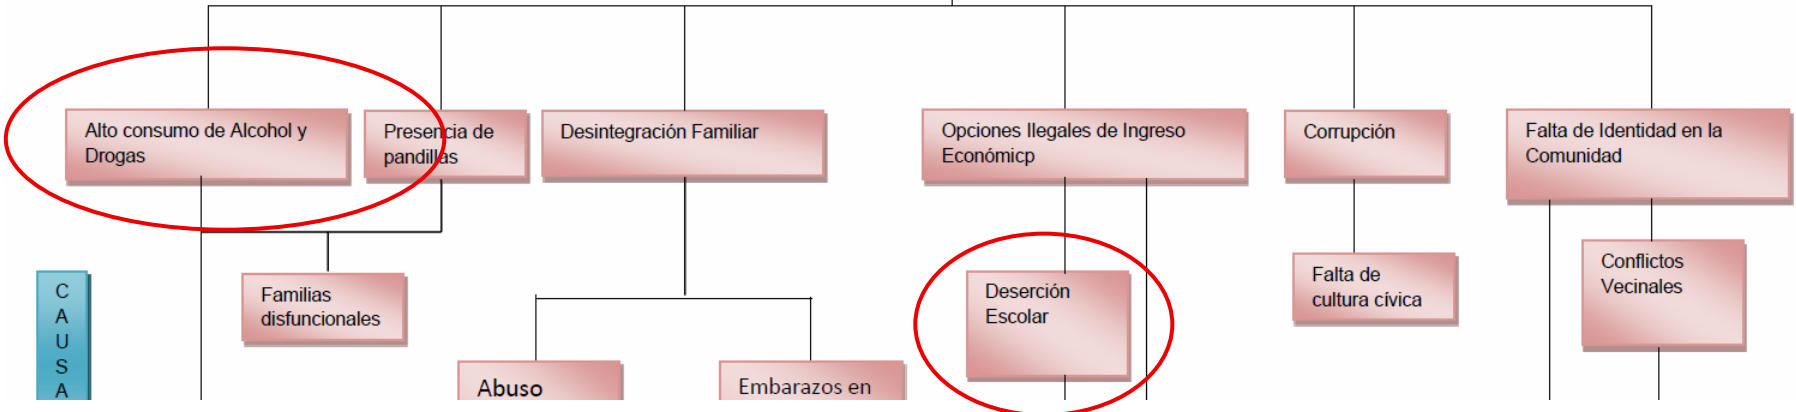 Alto consumo de Alcohol y
Drogas
Presencia de
pandillas
Desintegración Familiar
Opciones Ilegales de Ingreso
Económicp
Corrupción
Falta de Identidad en la
Comunidad
Familias
disfuncionales
Deserción
Escolar
Falta de
cultura cívica
Conflictos
Vecinales
C
A
U
S
A
Abuso
Embarazos en